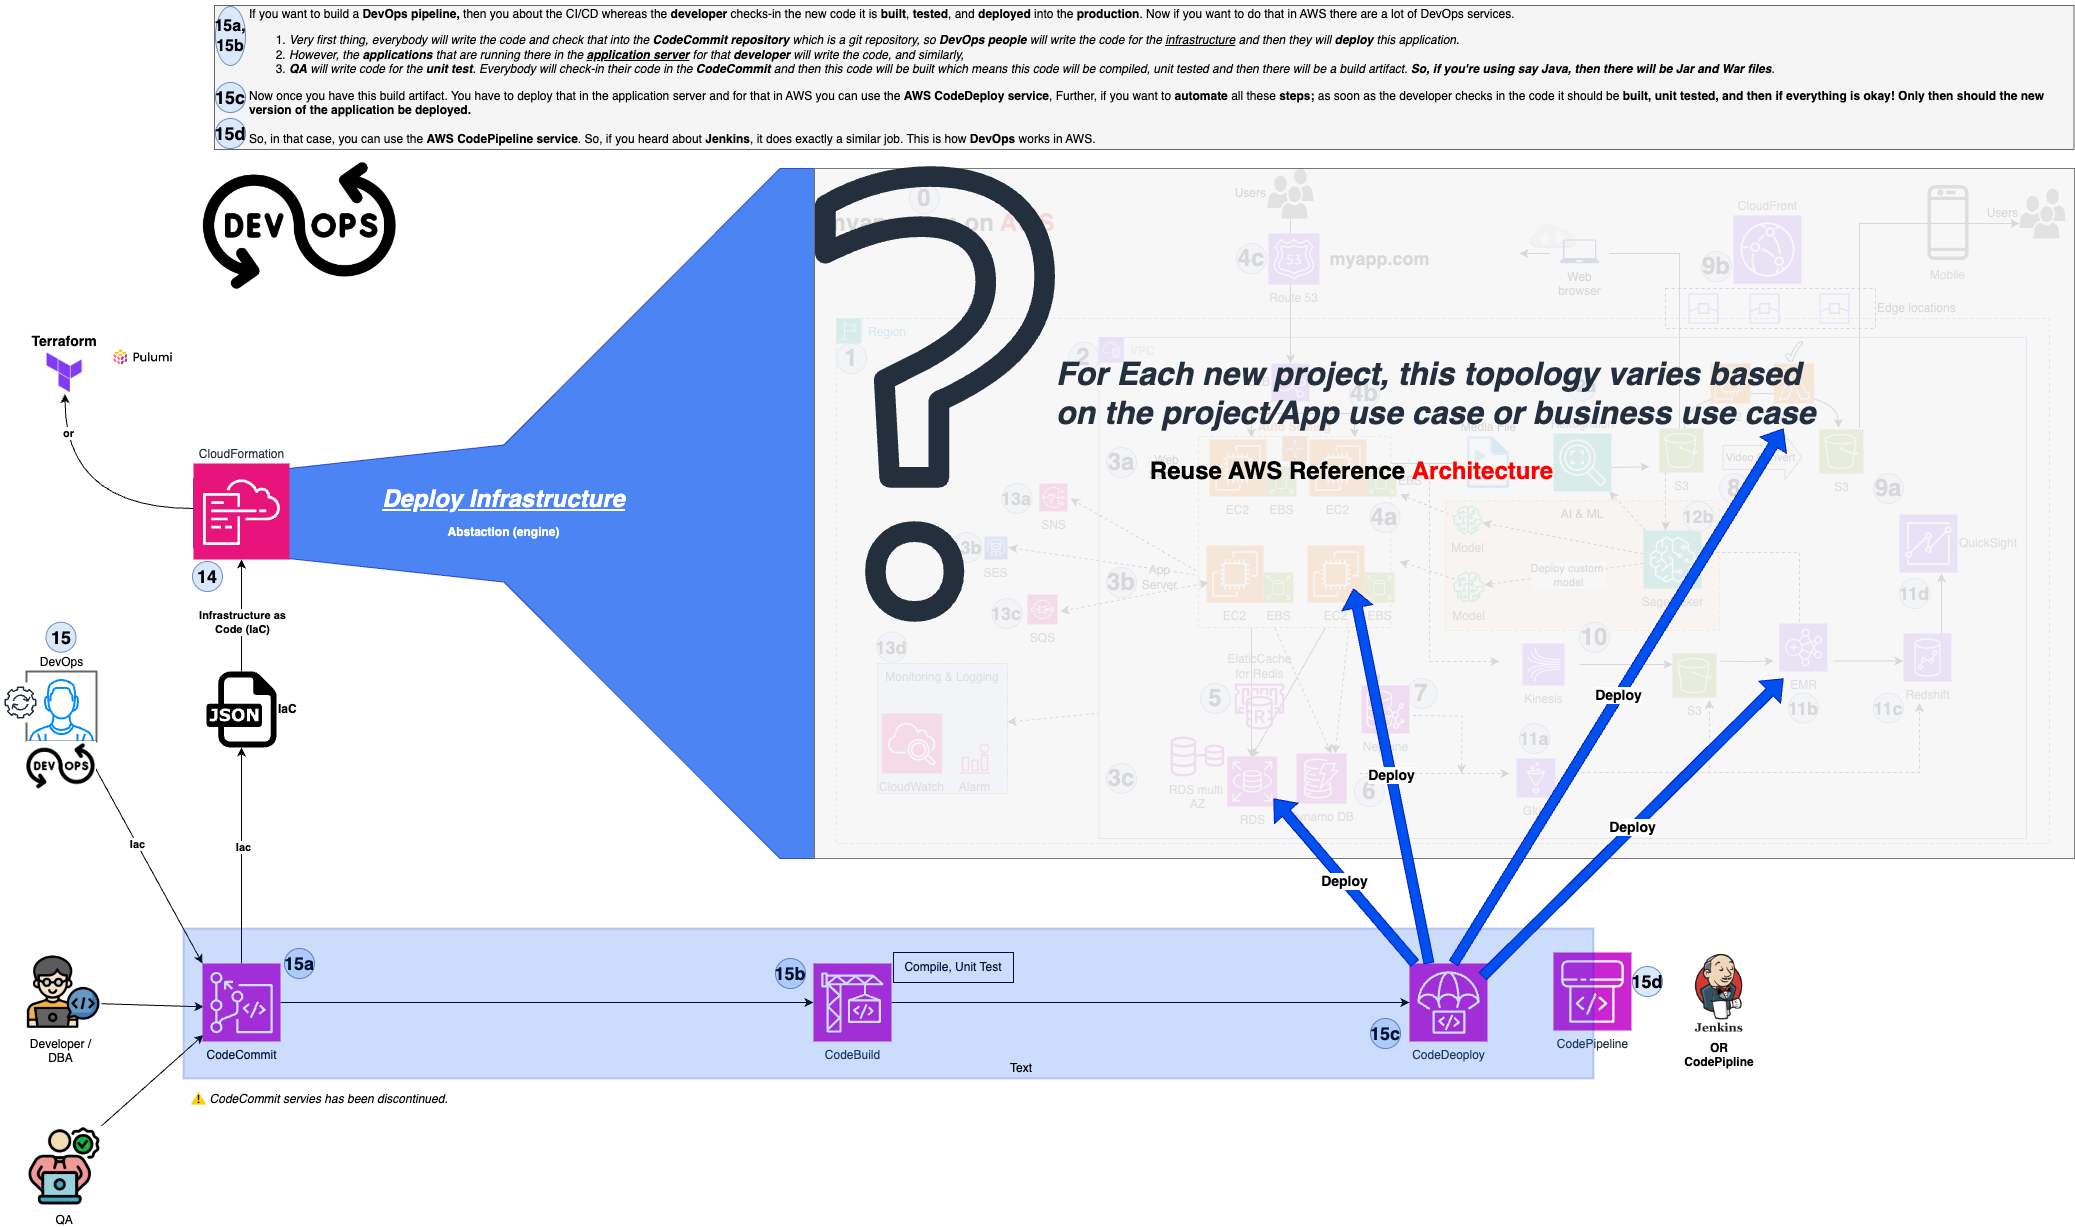 15a,
15b
If you want to build a DevOps pipeline, then you about the CI/CD whereas the developer checks-in the new code it is built, tested, and deployed into the production. Now if you want to do that in AWS there are a lot of DevOps services.
1. Very first thing, everybody will write the code and check that into the CodeCommit repository which is a git repository, so DevOps people will write the code for the infrastructure and then they will deploy this application.
2. However, the applications that are running there in the application server for that developer will write the code, and similarly,
3. QA will write code for the unit test. Everybody will check-in their code in the CodeCommit and then this code will be built which means this code will be compiled, unit tested and then there will be a build artifact. So, if you're using say Java, then there will be Jar and War files.
15c
Now once you have this build artifact. You have to deploy that in the application server and for that in AWS you can use the AWS CodeDeploy service, Further, if you want to automate all these steps; as soon as the developer checks in the code it should be built, unit tested, and then if everything is okay! Only then should the new
version of the application be deployed.
15d
So, in that case, you can use the AWS CodePipeline service. So, if you heard about Jenkins, it does exactly a similar job. This is how DevOps works in AWS.
DEV OPS
0
on
Users
4c
53
myapp.com
Route 53
Web
browser
CloudFront
9b
Edge locations
Mobile
Users
Region
1
2
VPC
Terraform
Pulumi
or
For Each new project, this topology varies based
on the project/App use case or business use case
4b
Reuse AWS Reference Architecture
CloudFormation
Deploy Infrastructure
Abstaction (engine)
14
Infrastructure as
Code (IaC)
3a
Web
EC2
EBS
EC2
EBS
4a
AI & ML
S3
Video Convert
8
S3
9a
12b
13a
SNS
3b
SES
13c
SQS
3b
App
Server
EC2
EBS
EC2
EBS
Model
Model
Deploy custom
model
QuickSight
11d
10
13d
Monitoring & Logging
CloudWatch
Alarm
ElatiCache
for Redis
5
R
7
Kinesis
S3
EMR
11b
11c
Redshift
11a
3c
RDS multi
AZ
RDS
6
15
DevOps
DEV OPS
JSON
IaC
Iac
Iac
Deploy
Deploy
Deploy
Deploy
Developer /
DBA
QA
15a
CodeCommit
15b
Compile, Unit Test
CodeBuild
15c
CodeDeoploy
15d
CodePipeline
Text
Jenkins
OR
CodePipline
CodeCommit servies has been discontinued.